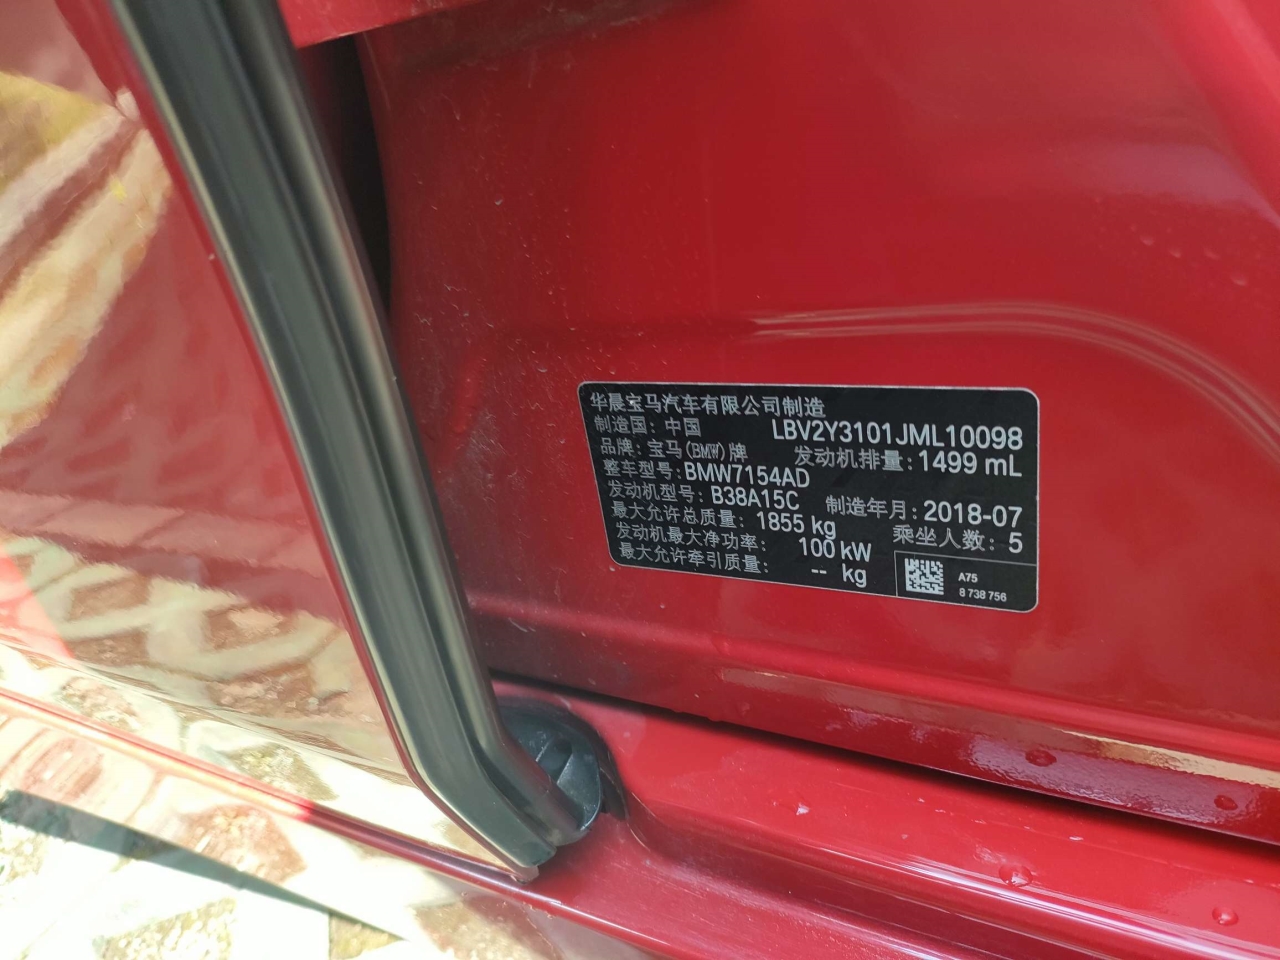 华晨宝马汽车有限公司制造
制造国: 中国 LBV2Y3101JML10098
品牌: 宝马(BMW)牌 发动机排量: 1499 mL
整车型号: BMW7154AD
发动机型号: B38A15C 制造年月: 2018-07
最大允许总质量: 1855 kg 乘坐人数: 5
发动机最大净功率: 100 kW
最大允许牵引质量: -- kg
A75
8 738 756